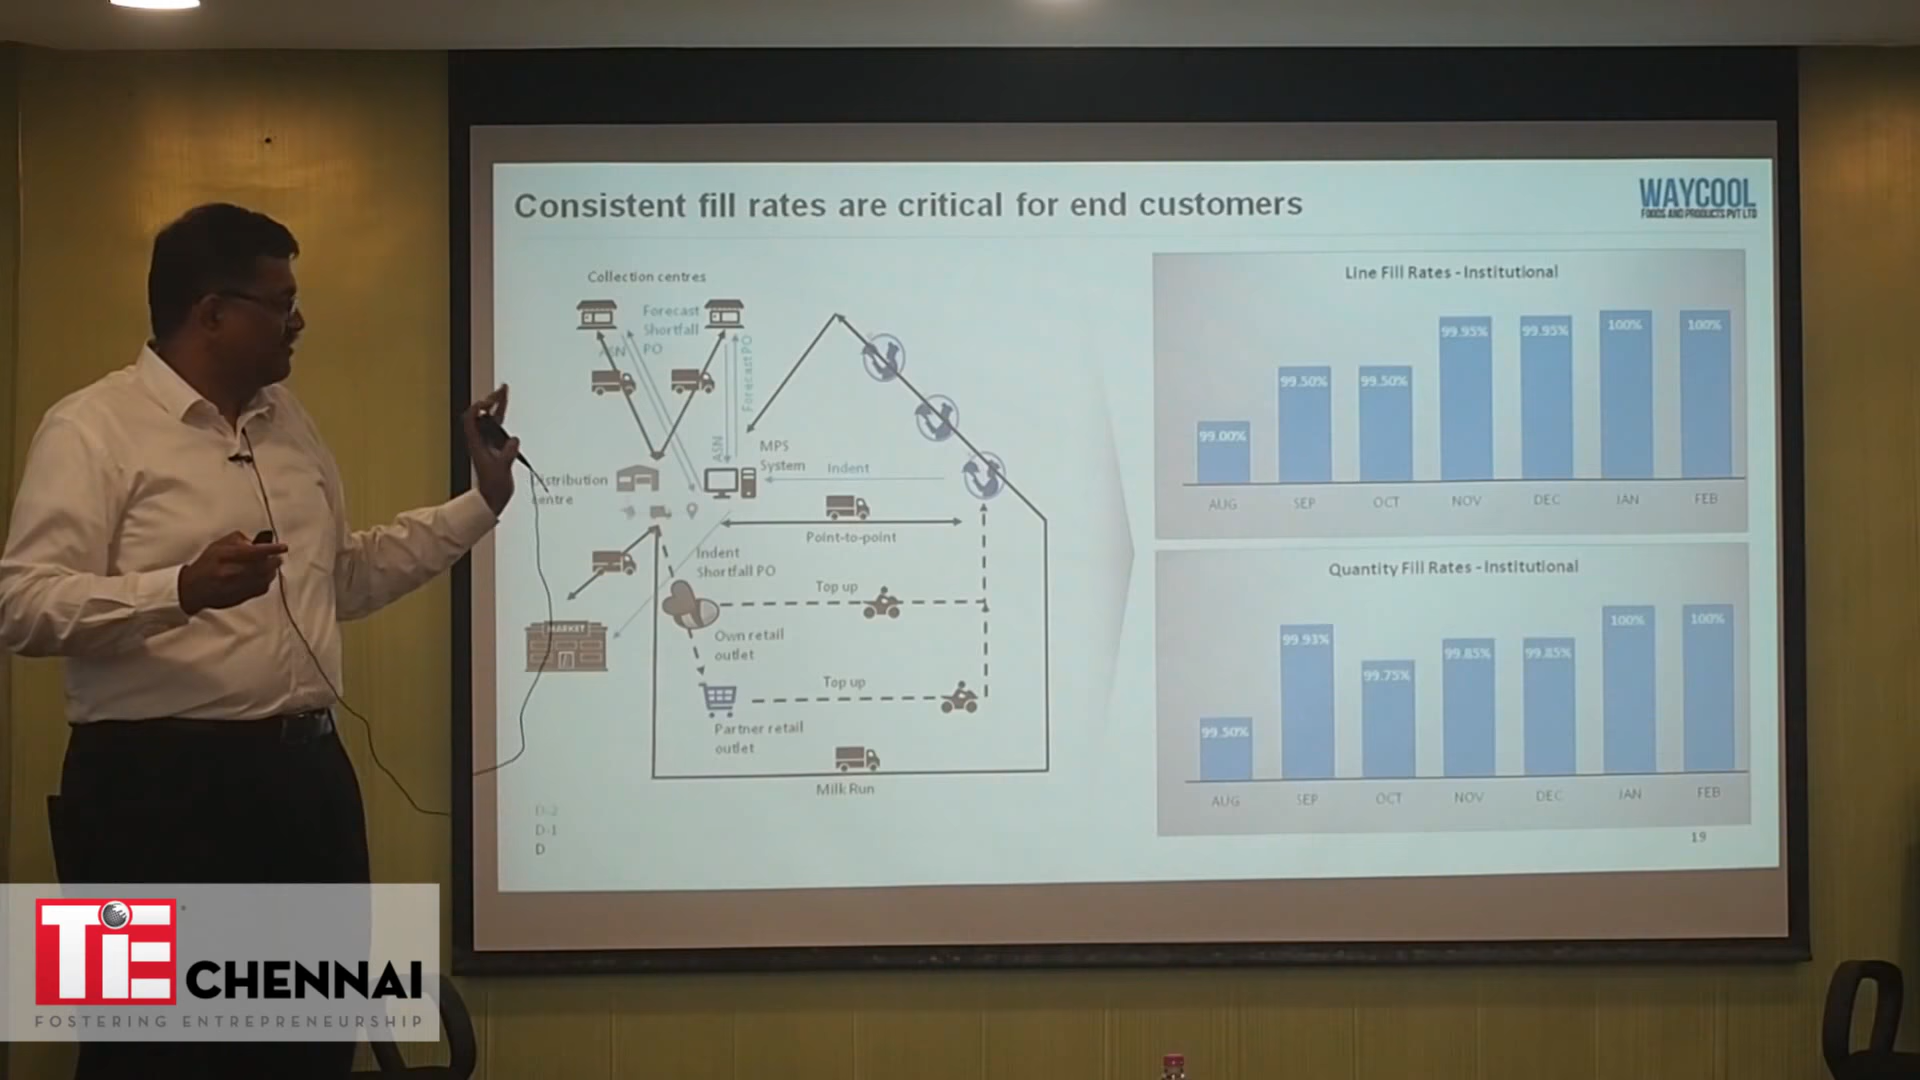 Consistent fill rates are critical for end customers
WAYCOOL
FOODS AND PRODUCTS PVT LTD
Collection centres
Forecast
Shortfall
PO
ASN
Forecast PO
ASN
MPS
System
Indent
Distribution
centre
Point-to-point
Indent
Shortfall PO
Top up
MARKET
Own retail
outlet
Top up
Partner retail
outlet
Milk Run
D-2
D-1
D
Line Fill Rates - Institutional
99.00%
99.50%
99.50%
99.95%
99.95%
100%
100%
AUG SEP OCT NOV DEC JAN FEB
Quantity Fill Rates - Institutional
99.50%
99.93%
99.75%
99.85%
99.85%
100%
100%
AUG SEP OCT NOV DEC JAN FEB
19
TiE CHENNAI
FOSTERING ENTREPRENEURSHIP